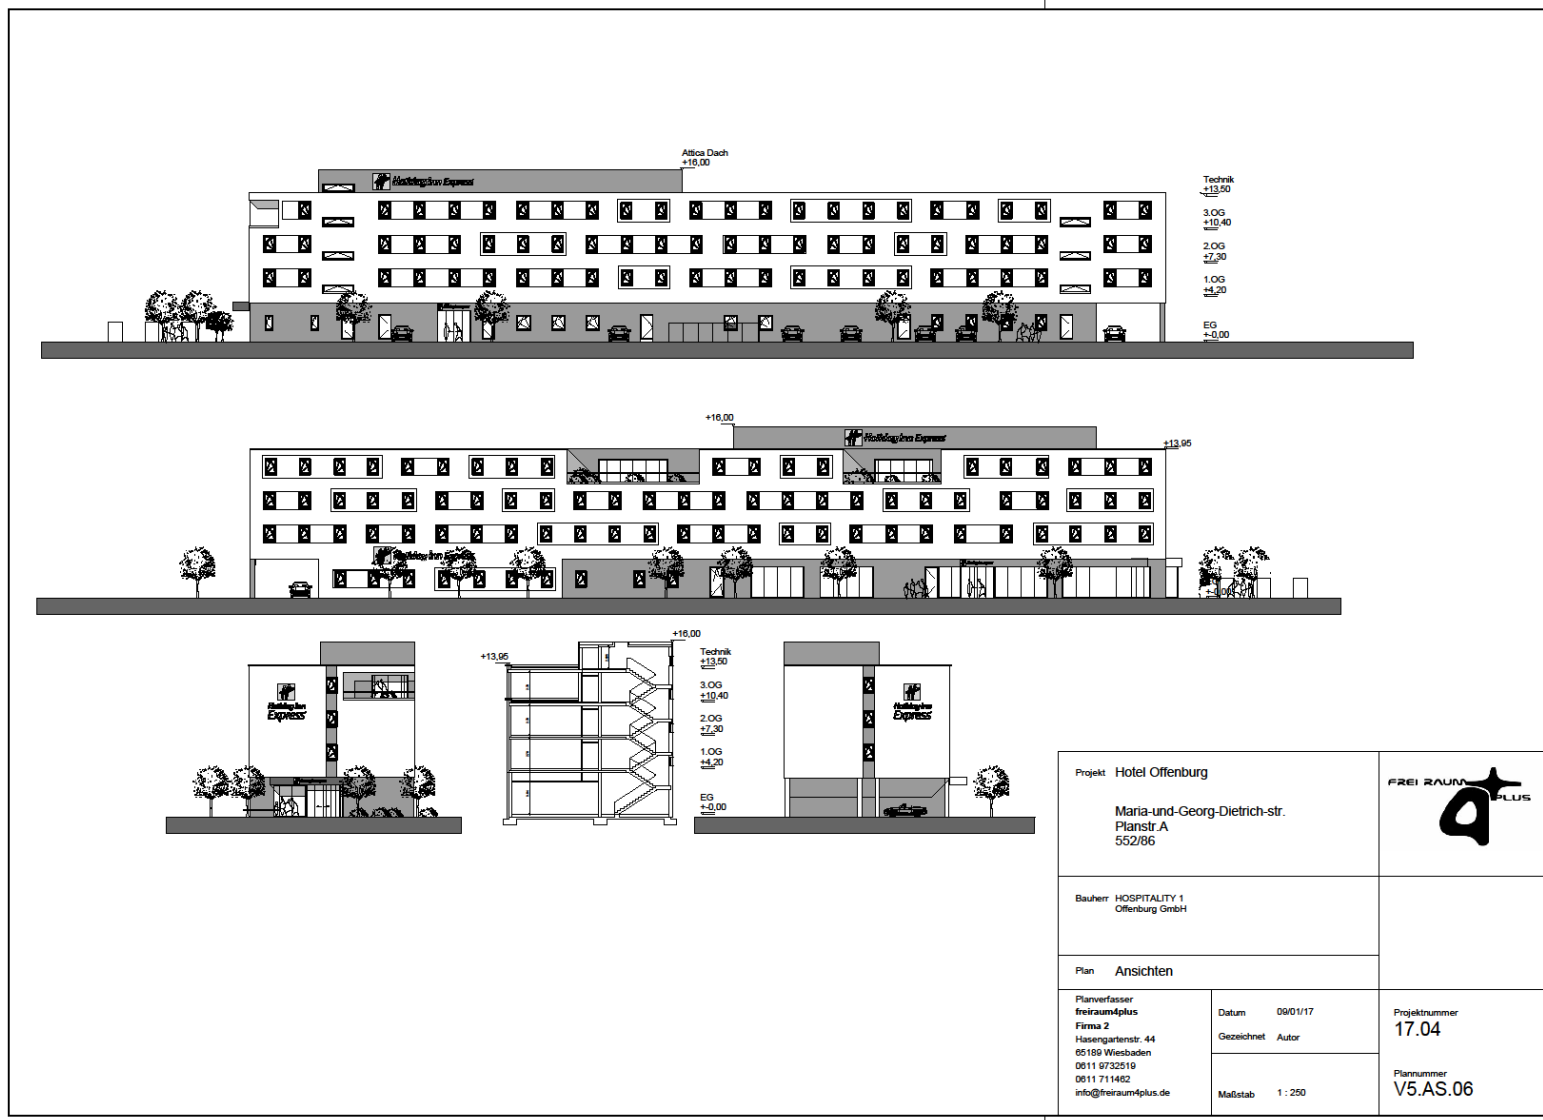 Attica Dach
+16,00
Holiday Inn Express
Technik
+13,50
3.OG
+10,40
2.OG
+7,30
1.OG
+4,20
EG
+-0,00
+16,00
Holiday Inn Express
+13,95
Holiday Inn Express
+-0,00
+16,00
+13,95
Technik
+13,50
3.OG
+10,40
2.OG
+7,30
1.OG
+4,20
EG
+-0,00
Holiday Inn
Express
Holiday Inn
Express
Projekt Hotel Offenburg
Maria-und-Georg-Dietrich-str.
Planstr.A
552/86
FREI RAUM
PLUS
Bauherr HOSPITALITY 1
Offenburg GmbH
Plan Ansichten
Planverfasser
freiraum4plus
Firma 2
Hasengartenstr. 44
65189 Wiesbaden
0611 9732519
0611 711462
info@freiraum4plus.de
Datum 09/01/17
Gezeichnet Autor
Maßstab 1 : 250
Projektnummer
17.04
Plannummer
V5.AS.06